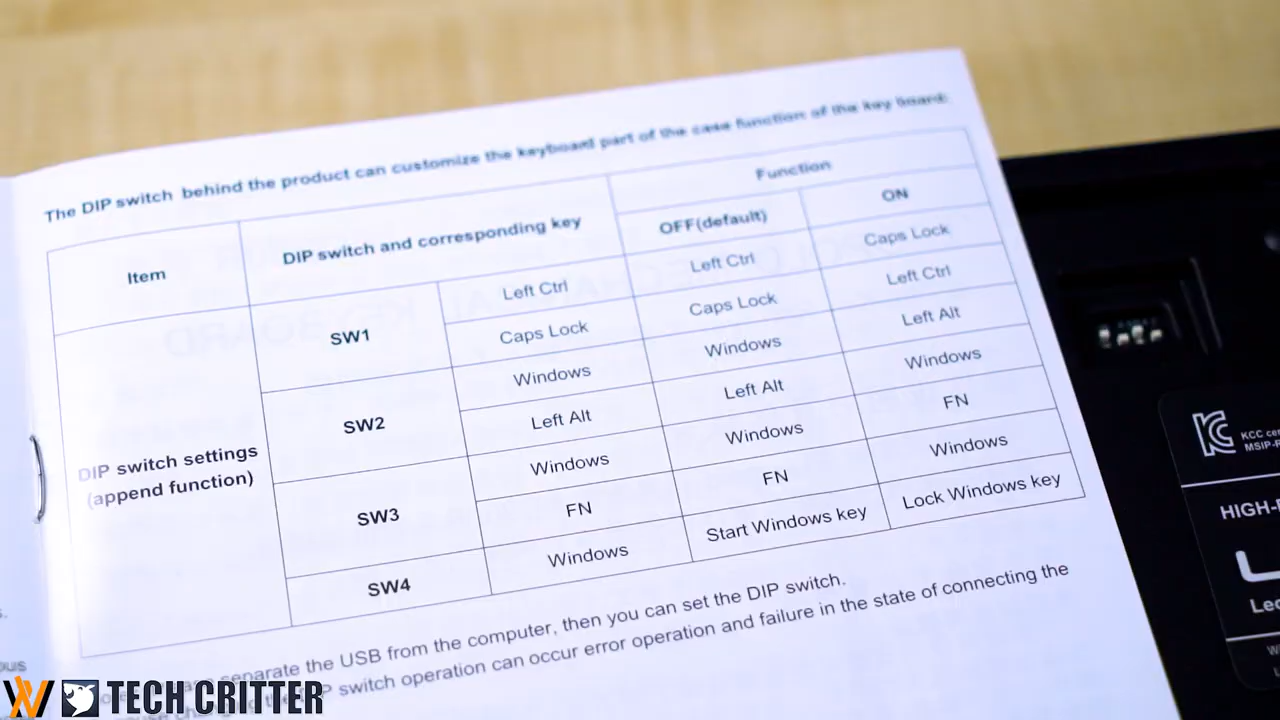 The DIP switch behind the product can customize the keyboard part of the case function of the key board:
Item
DIP switch and corresponding key
Function
OFF(default)
ON
DIP switch settings
(append function)
SW1
Left Ctrl
Left Ctrl
Caps Lock
Caps Lock
Caps Lock
Left Ctrl
SW2
Windows
Windows
Left Alt
Left Alt
Left Alt
Windows
SW3
Windows
Windows
FN
FN
FN
Windows
SW4
Windows
Start Windows key
Lock Windows key
separate the USB from the computer, then you can set the DIP switch.
switch operation can occur error operation and failure in the state of connecting the
KCC
HIGH-
TECH CRITTER